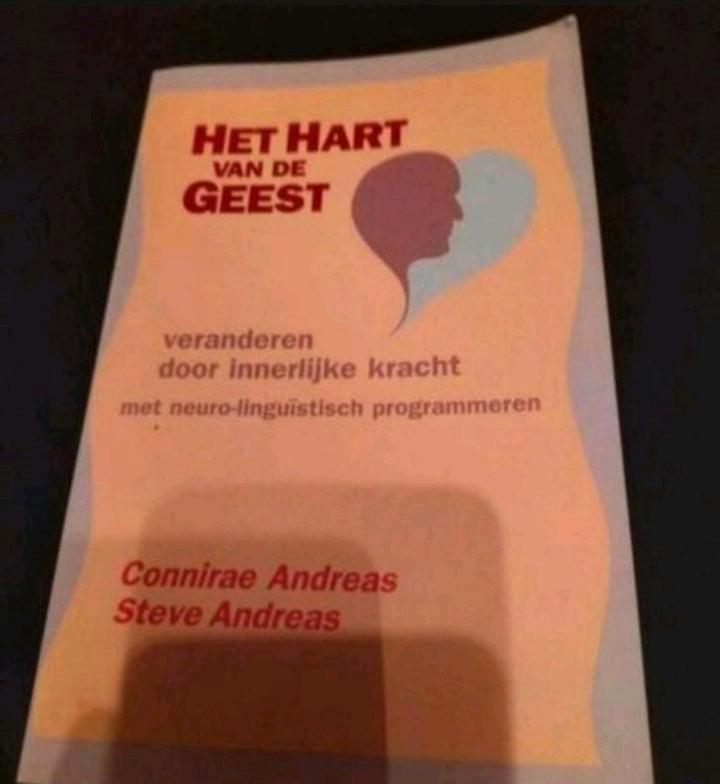 HET HART
VAN DE
GEEST
veranderen
door innerlijke kracht
met neuro-linguïstisch programmeren
Connirae Andreas
Steve Andreas